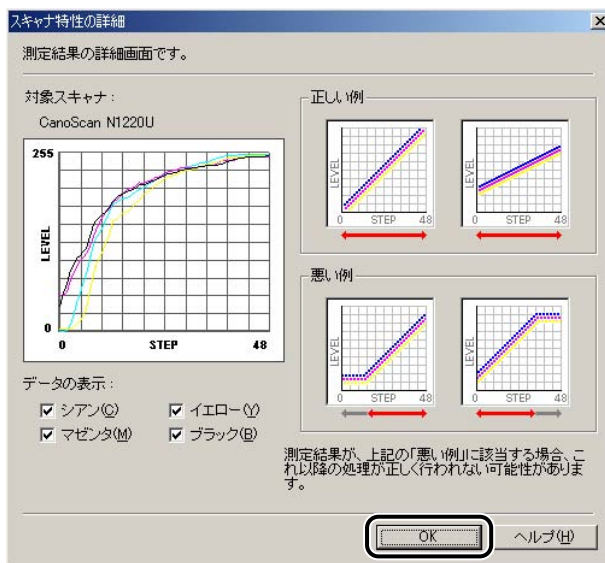 スキャナ特性の詳細
測定結果の詳細画面です。
対象スキャナ：
CanoScan N1220U
255
LEVEL
0
0 STEP 48
データの表示：
シアン(C)
イエロー(Y)
マゼンタ(M)
ブラック(B)
正しい例
LEVEL
0 STEP 48
LEVEL
0 STEP 48
悪い例
LEVEL
0 STEP 48
LEVEL
0 STEP 48
測定結果が、上記の「悪い例」に該当する場合、こ
れ以降の処理が正しく行われない可能性がありま
す。
OK
ヘルプ(H)